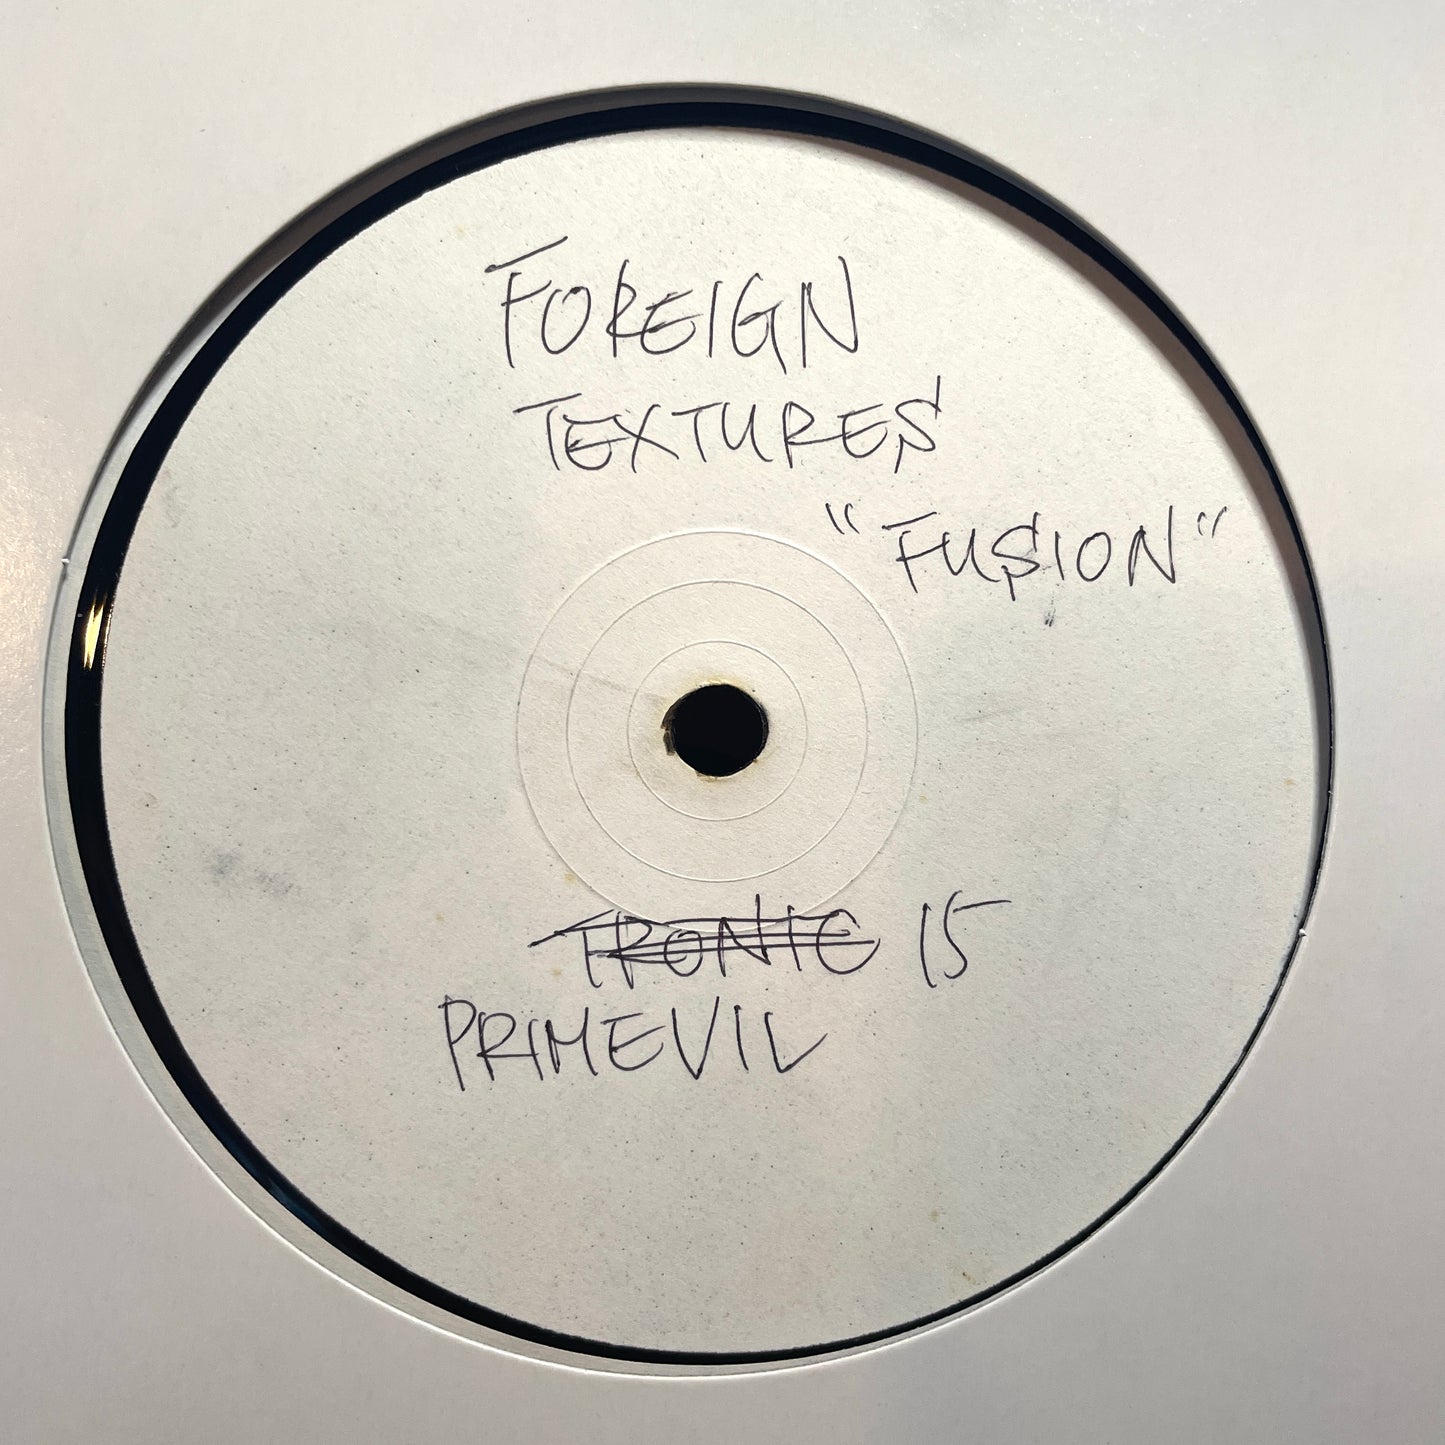 FOREIGN
TEXTURES
"FUSION"
TRONIC 15
PRIMEVIL